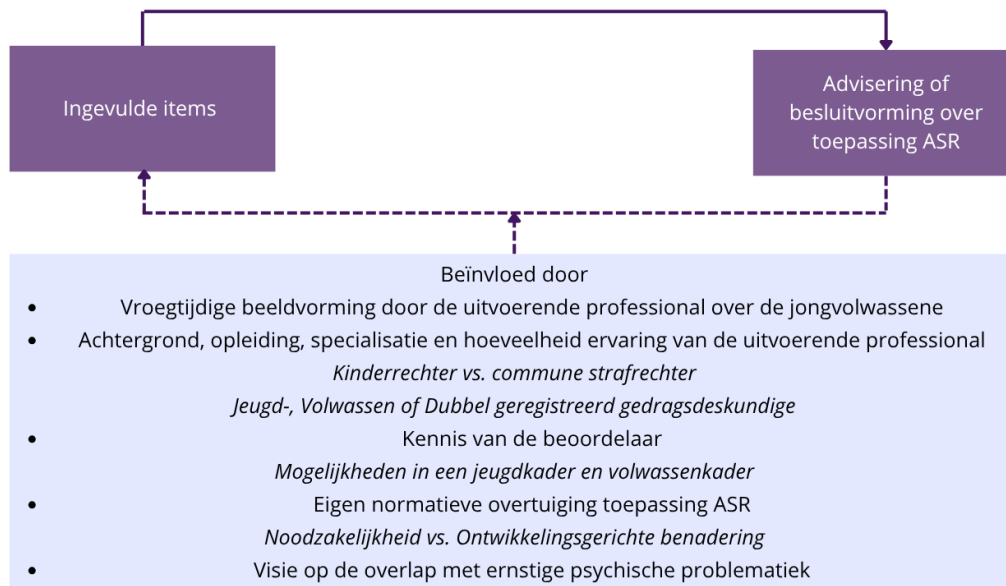 Ingevulde items
Advisering of
besluitvorming over
toepassing ASR
Beïnvloed door
• Vroegtijdige beeldvorming door de uitvoerende professional over de jongvolwassene
• Achtergrond, opleiding, specialisatie en hoeveelheid ervaring van de uitvoerende professional
Kinderrechter vs. commune strafrechter
Jeugd-, Volwassen of Dubbel geregistreerd gedragsdeskundige
• Kennis van de beoordelaar
Mogelijkheden in een jeugdkader en volwassenkader
• Eigen normatieve overtuiging toepassing ASR
Noodzakelijkheid vs. Ontwikkelingsgerichte benadering
• Visie op de overlap met ernstige psychische problematiek